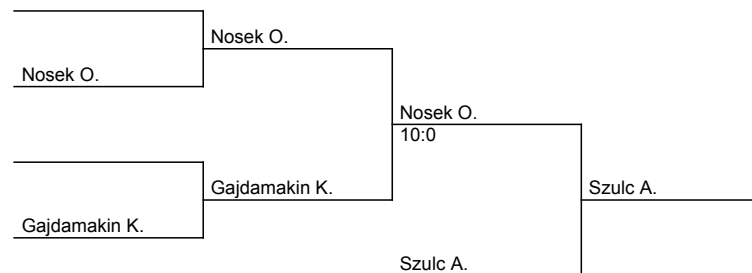 Nosek O.
Nosek O.
Nosek O.
10:0
Gajdamakin K.
Szulc A.
Gajdamakin K.
Szulc A.